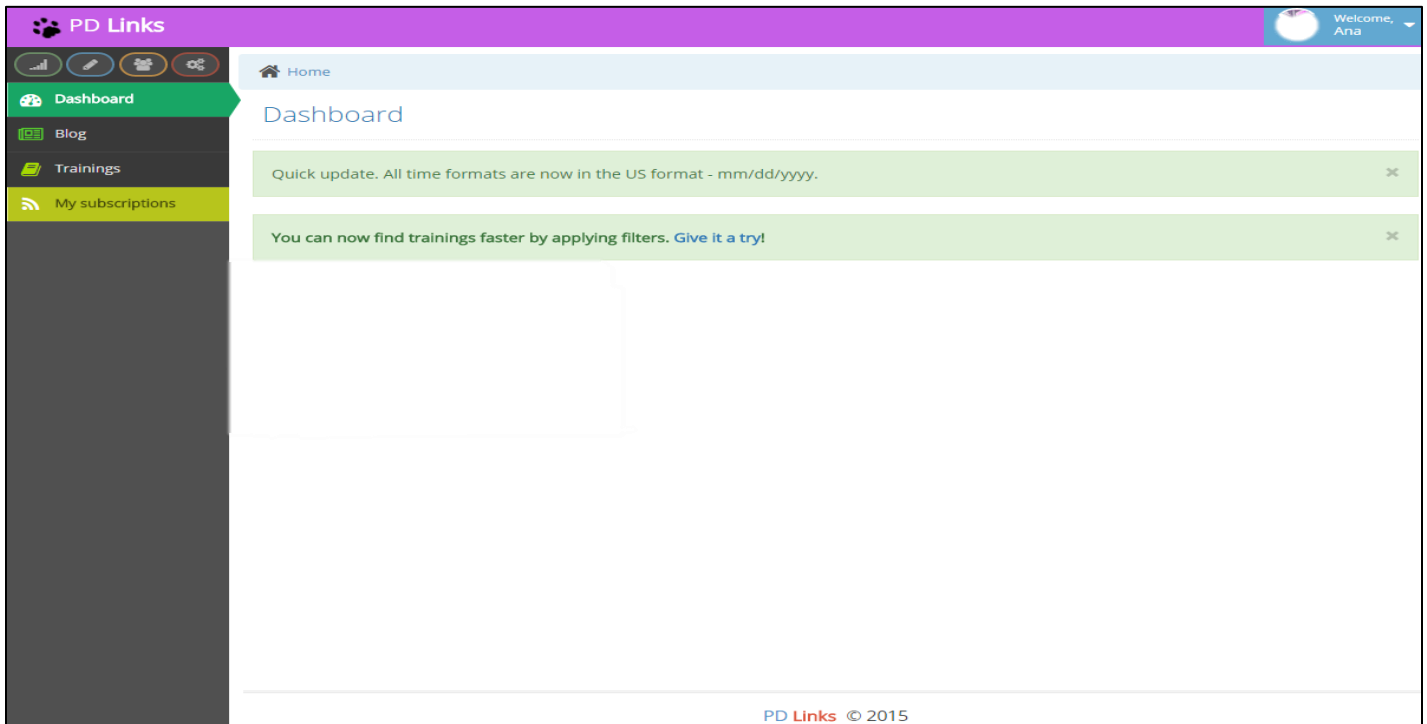 PD Links
Welcome,
Ana
Home
Dashboard
Blog
Trainings
My subscriptions
Dashboard
Quick update. All time formats are now in the US format - mm/dd/yyyy.
×
You can now find trainings faster by applying filters. Give it a try!
×
PD Links © 2015